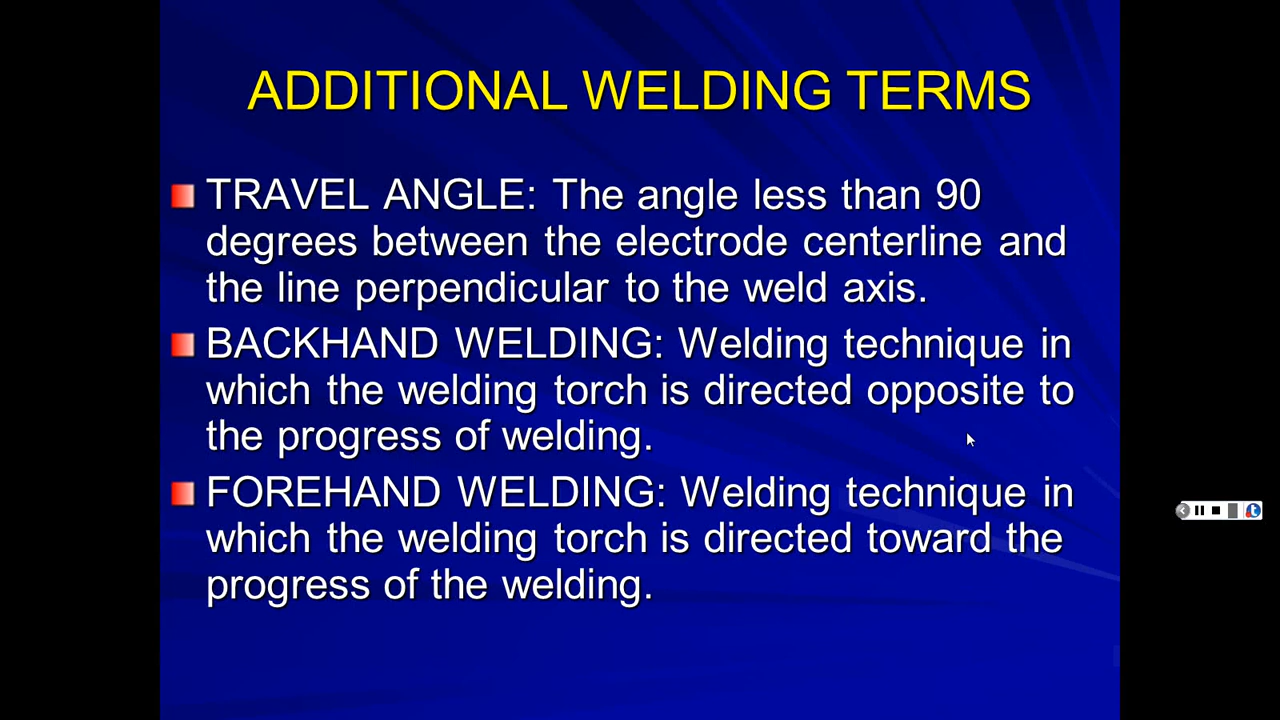 ADDITIONAL WELDING TERMS
TRAVEL ANGLE: The angle less than 90
degrees between the electrode centerline and
the line perpendicular to the weld axis.
BACKHAND WELDING: Welding technique in
which the welding torch is directed opposite to
the progress of welding.
FOREHAND WELDING: Welding technique in
which the welding torch is directed toward the
progress of the welding.